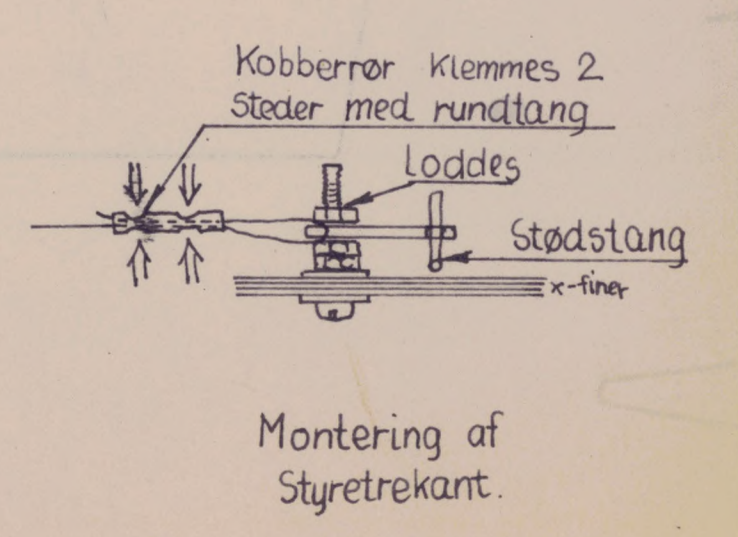 Kobberrør Klemmes 2
Steder med rundtang
Loddes
Stødstang
x-finer
Montering af
Styretrekant.